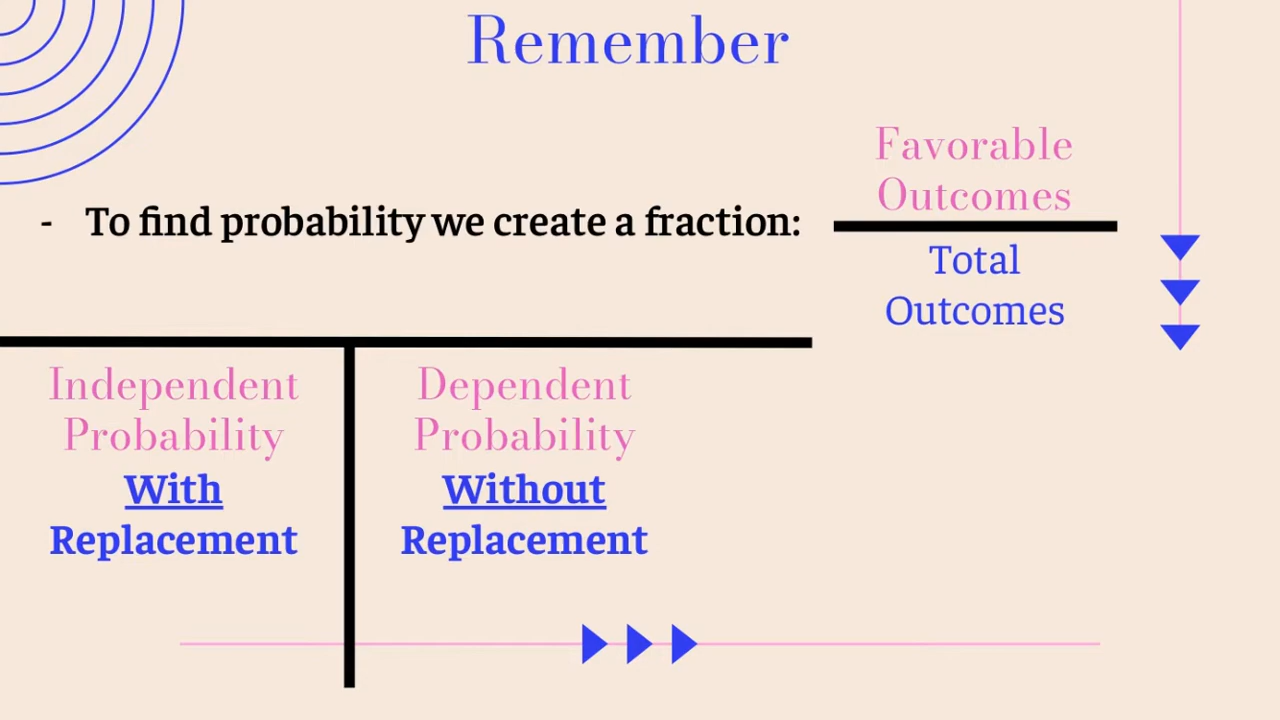 Remember
- To find probability we create a fraction:
Favorable
Outcomes
Total
Outcomes
Independent
Probability
With
Replacement
Dependent
Probability
Without
Replacement